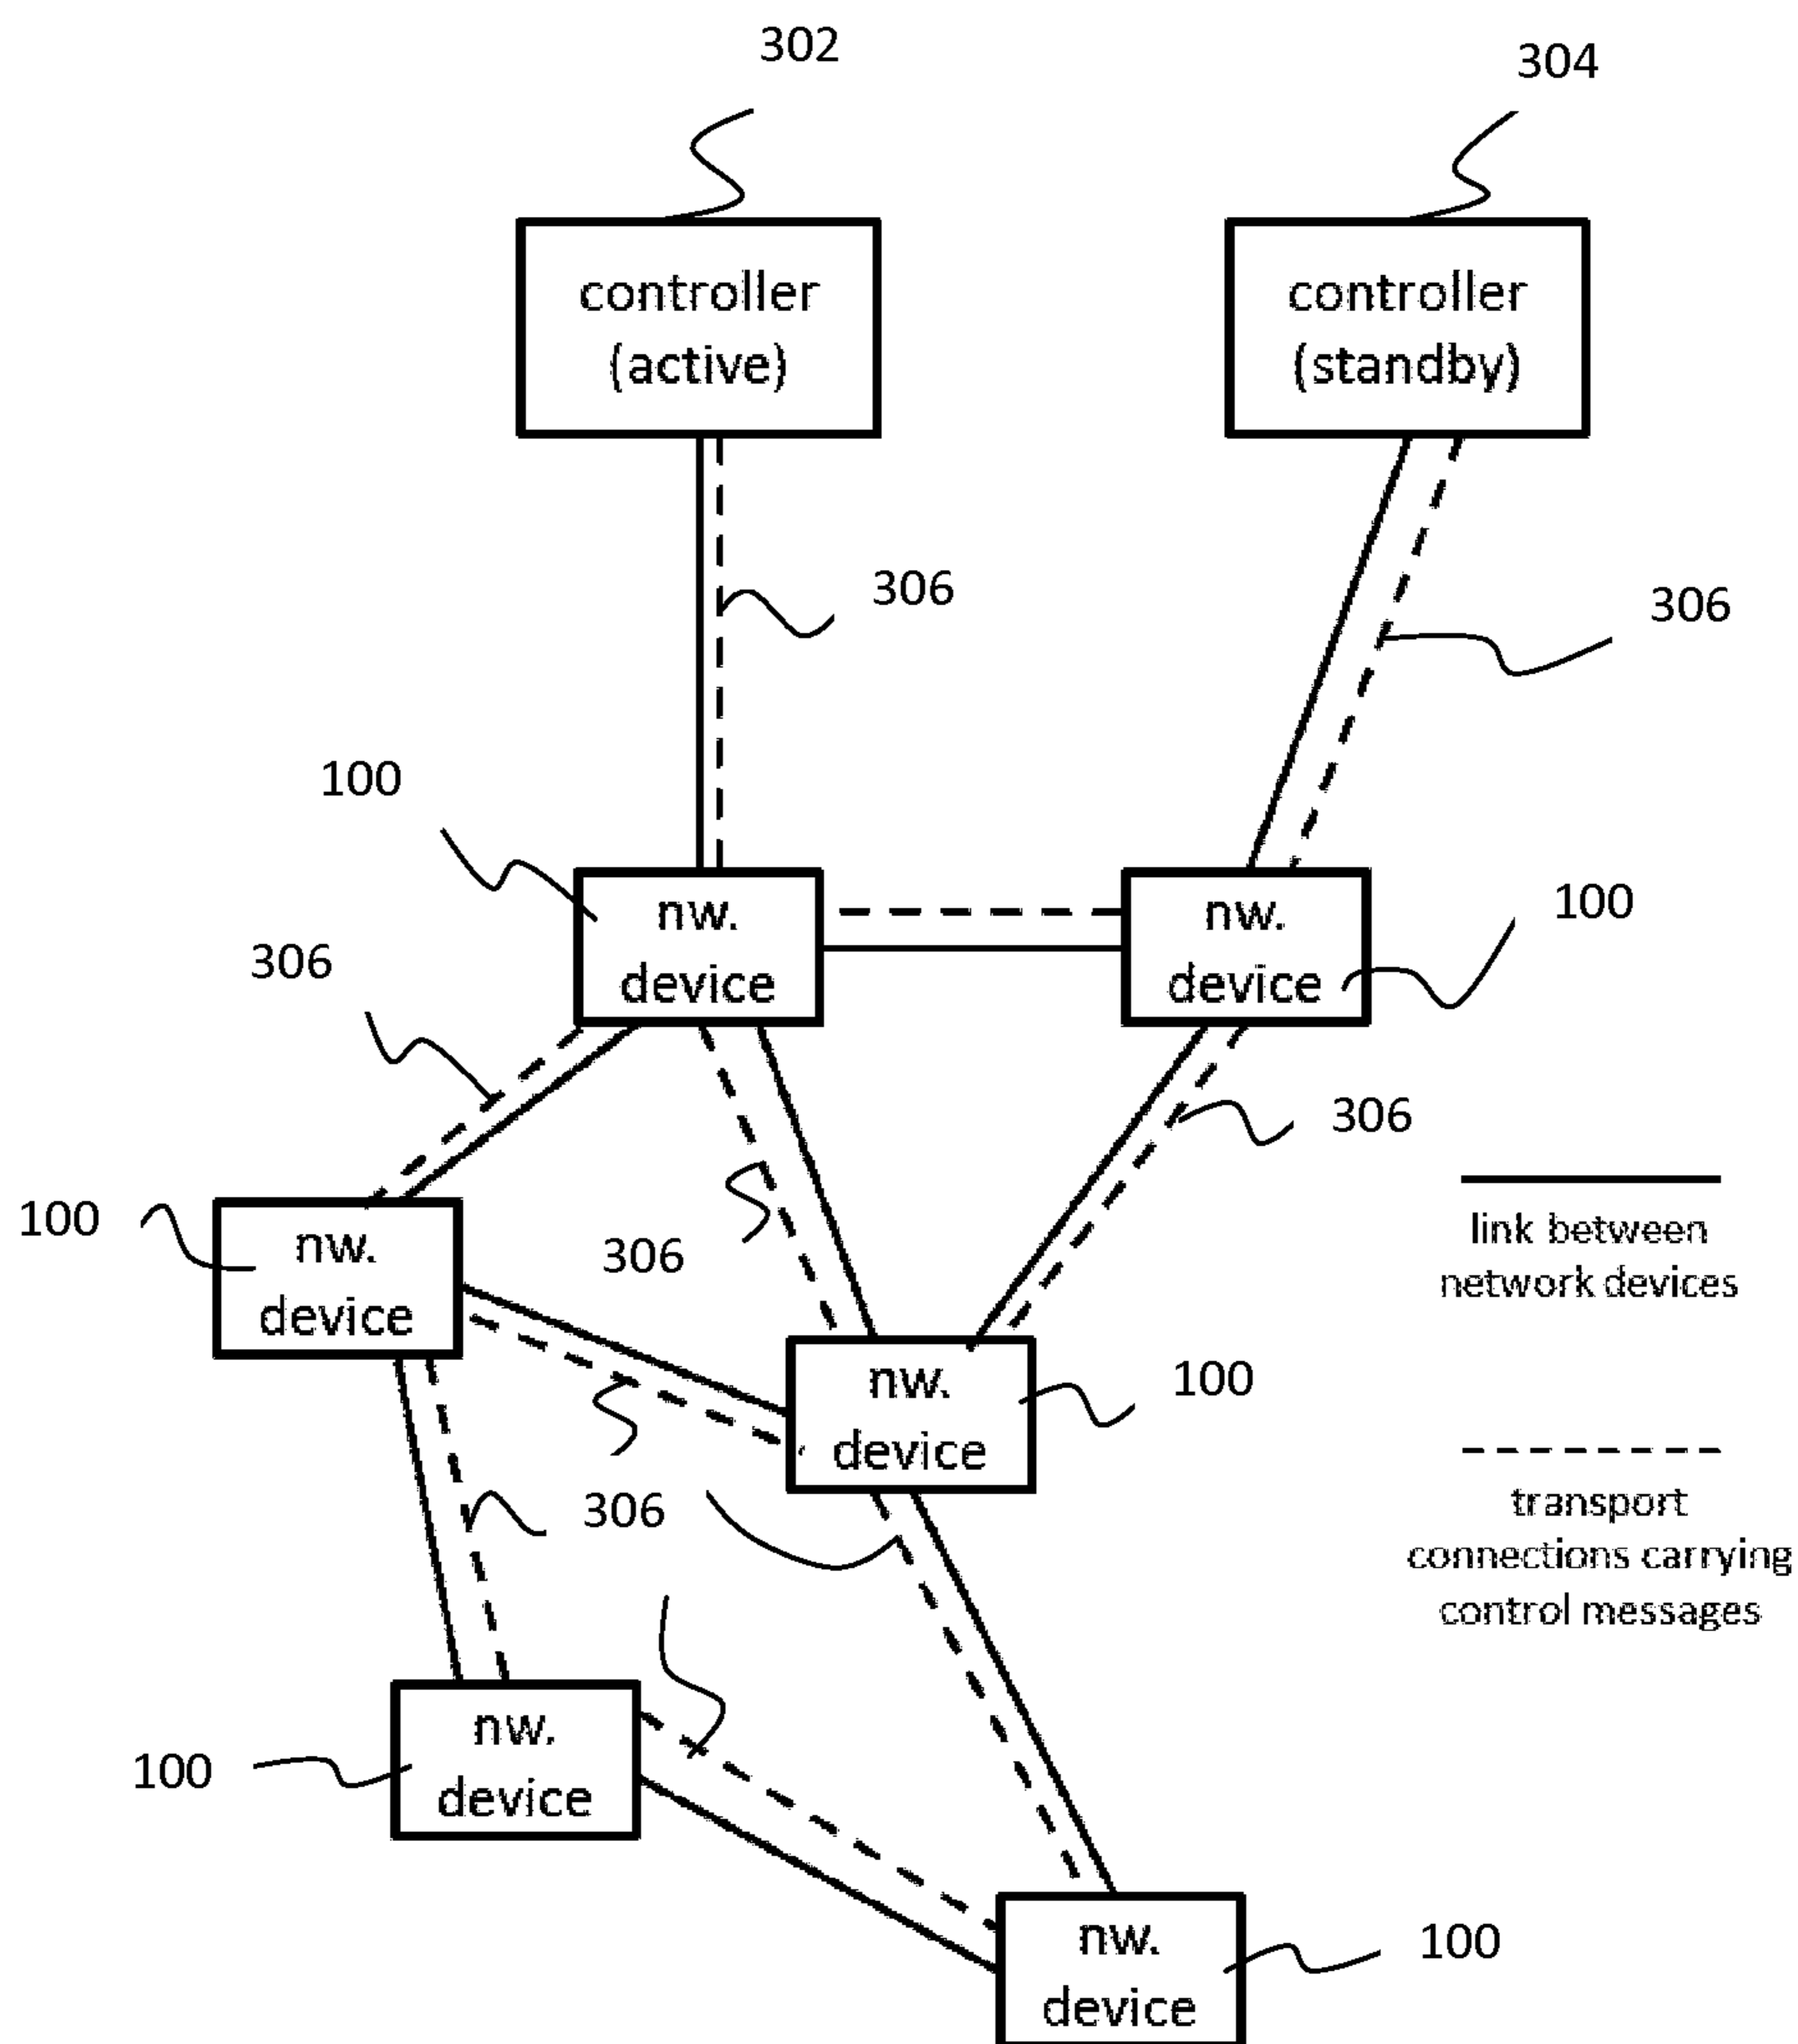 302
304
controller
(active)
controller
(standby)
306
306
100
nw.
device
nw.
device
100
306
306
100
nw.
device
306
link between
network devices
nw.
device
100
306
transport
connections carrying
control messages
100
nw.
device
nw.
device
100